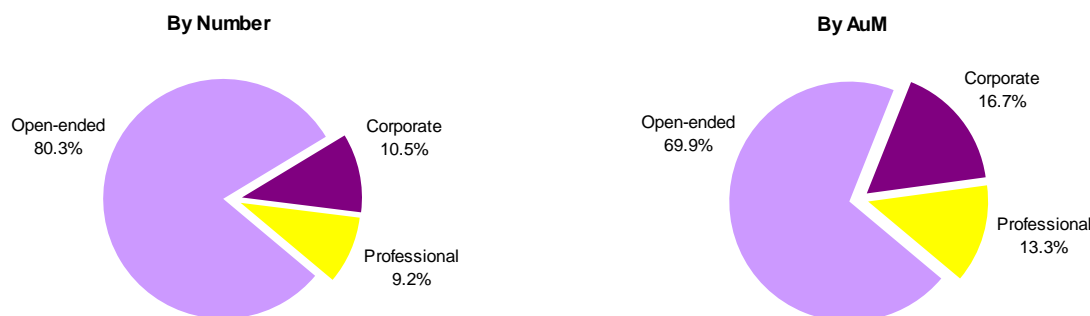 By Number
Open-ended
80.3%
Corporate
10.5%
Professional
9.2%
By AuM
Open-ended
69.9%
Corporate
16.7%
Professional
13.3%